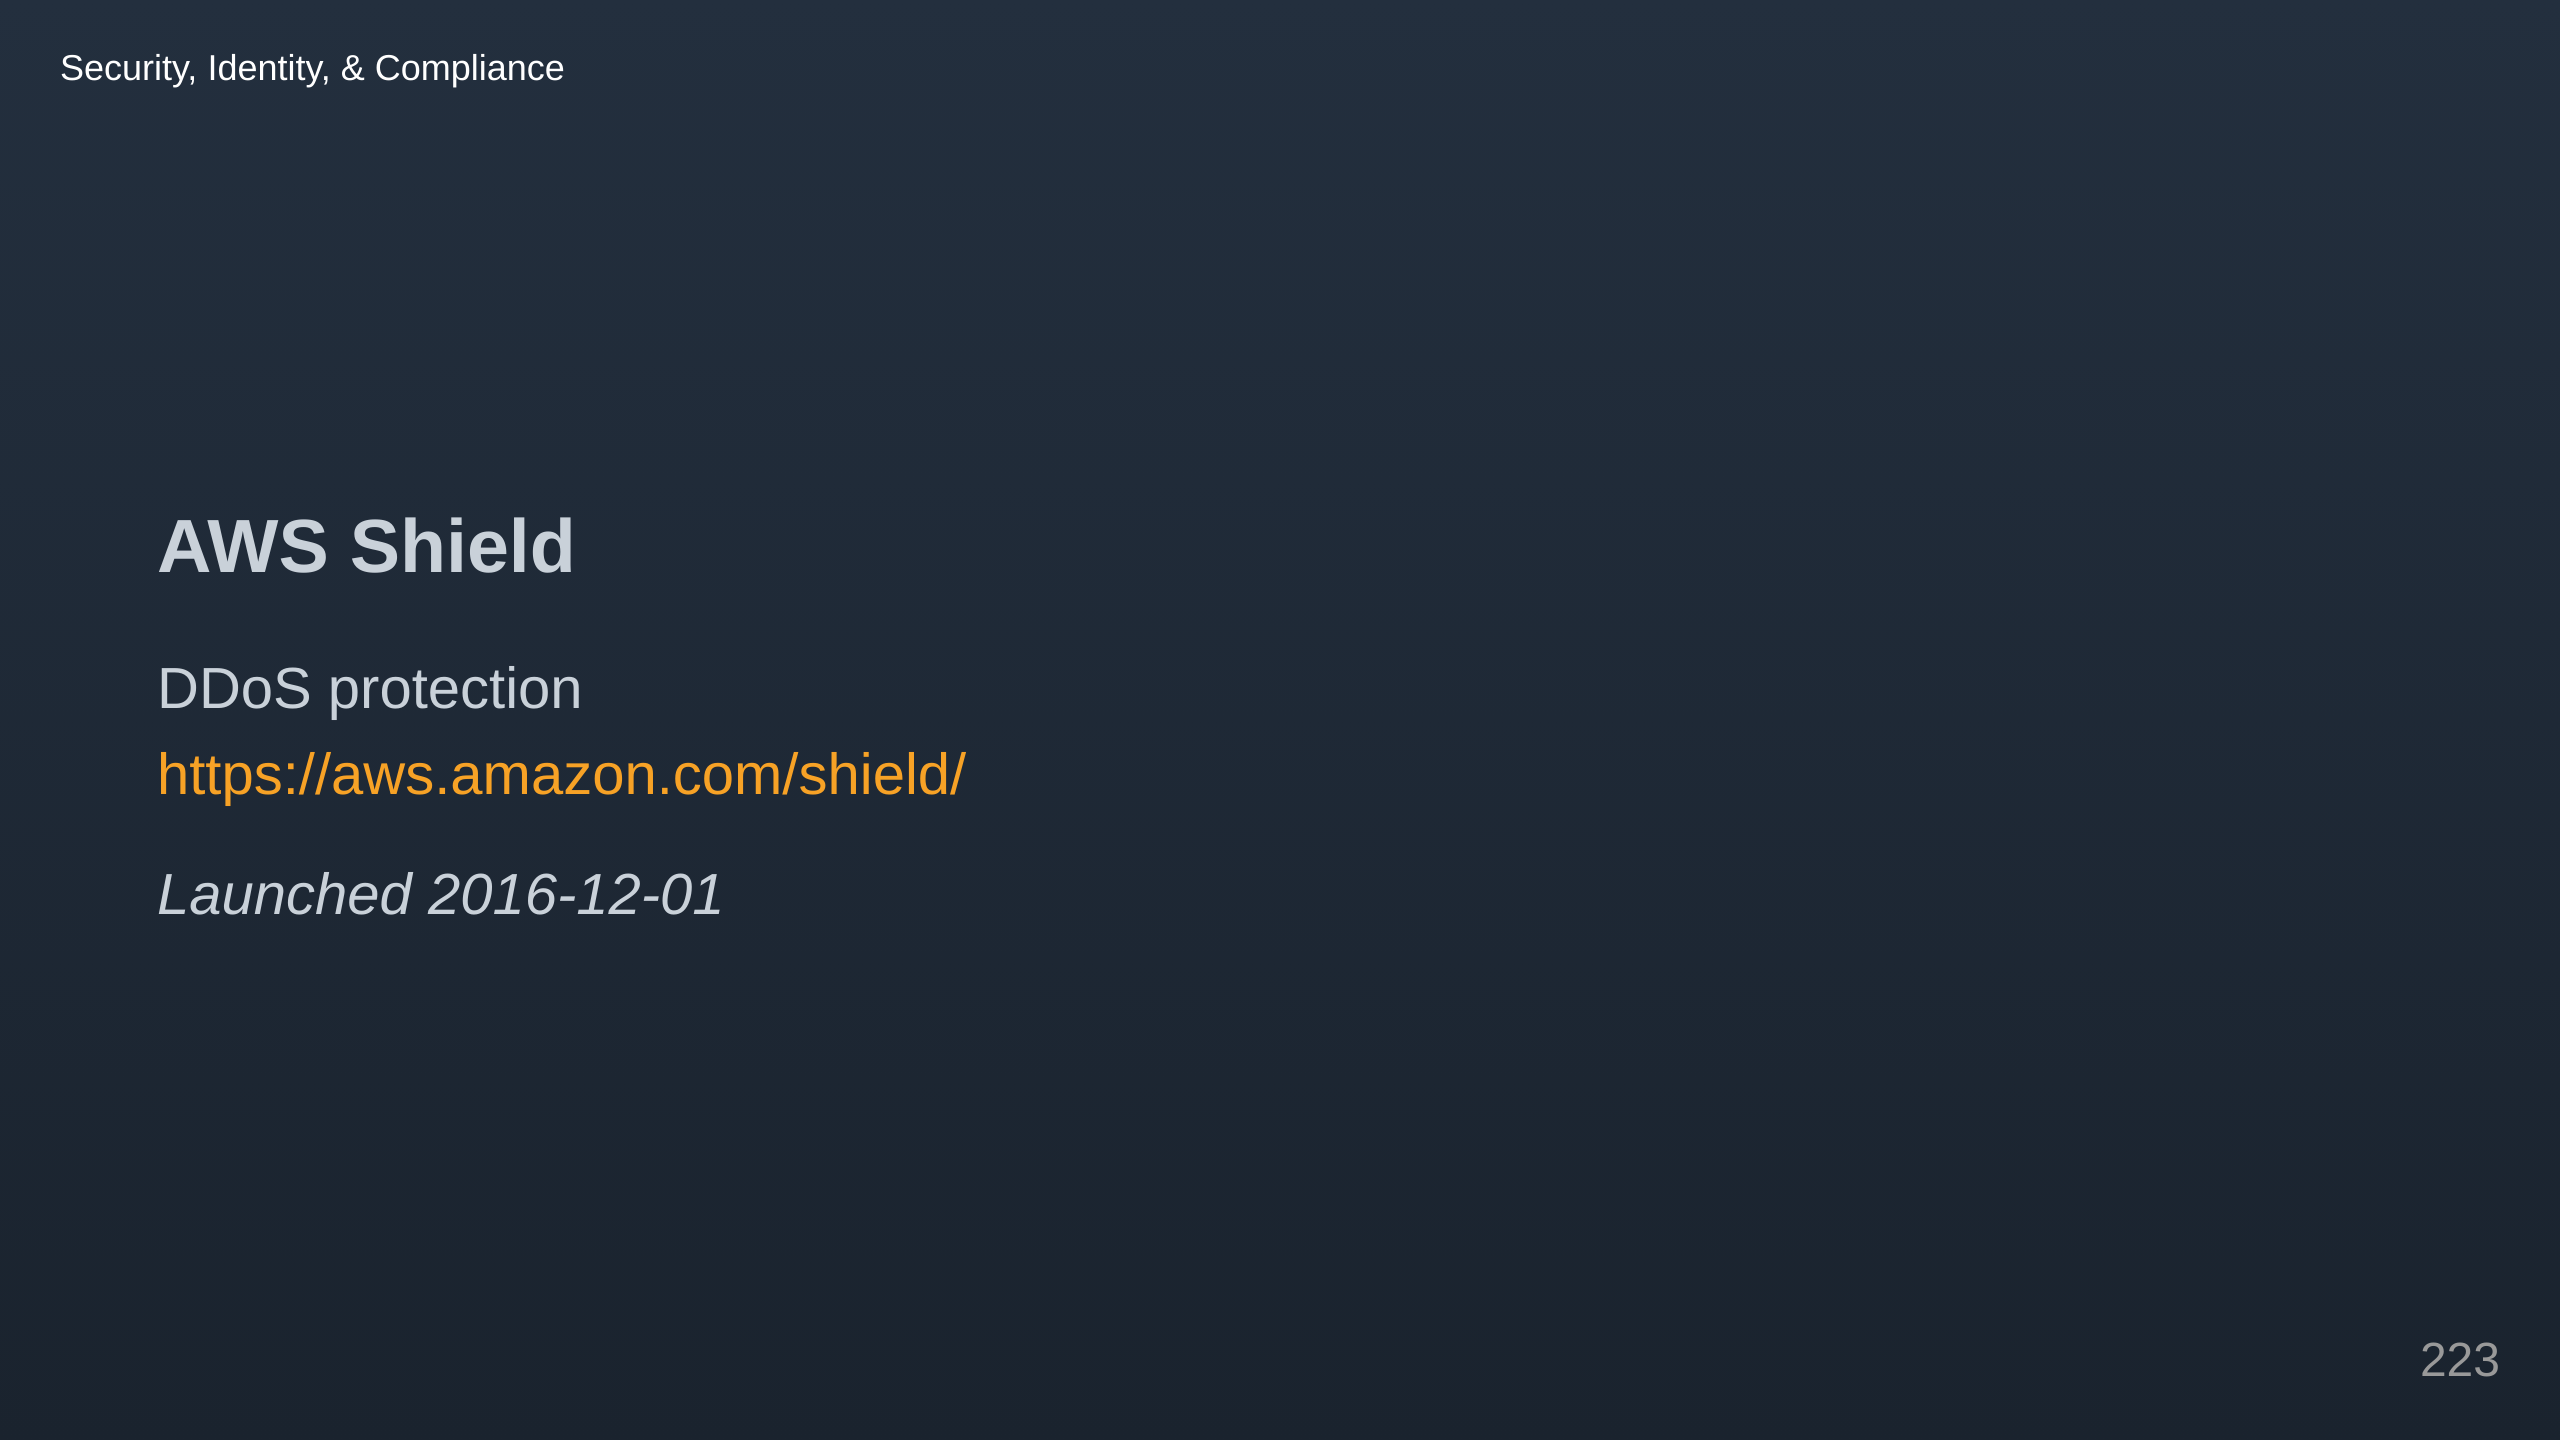 Security, Identity, & Compliance
AWS Shield
DDoS protection
https://aws.amazon.com/shield/
Launched 2016-12-01
223